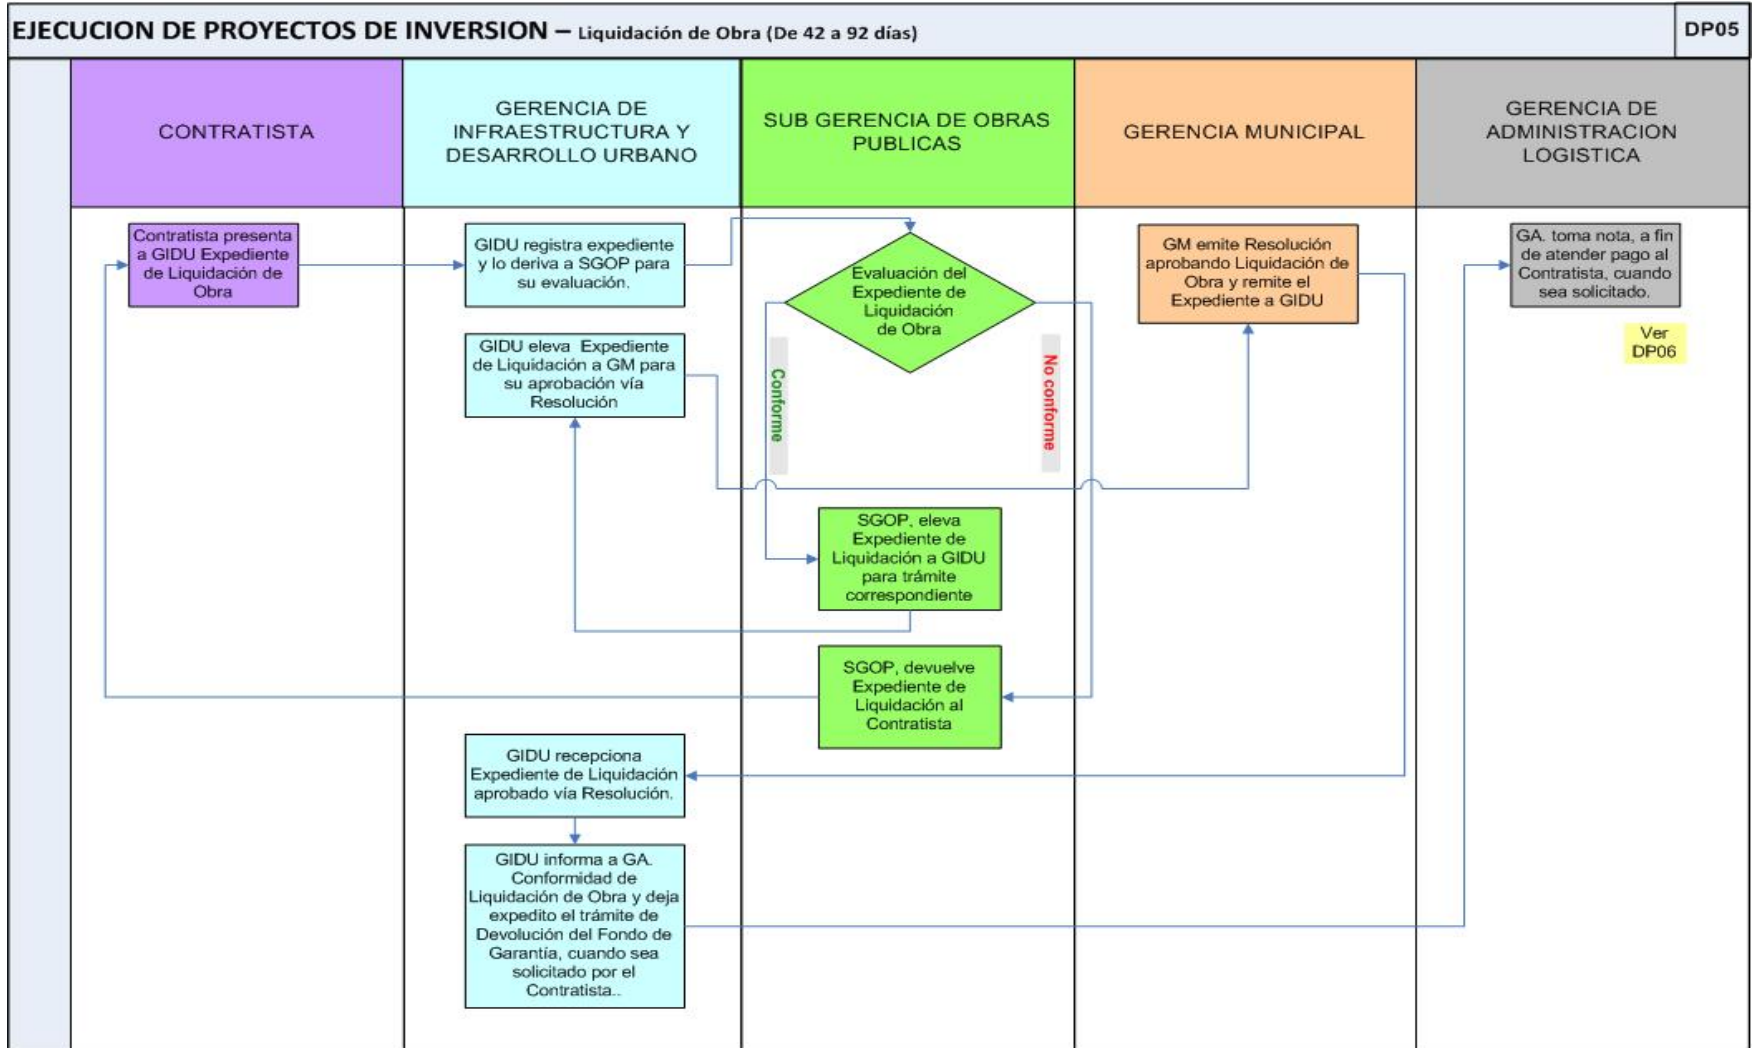 EJECUCION DE PROYECTOS DE INVERSION – Liquidación de Obra (De 42 a 92 días)
DP05
CONTRATISTA
GERENCIA DE
INFRAESTRUCTURA Y
DESARROLLO URBANO
SUB GERENCIA DE OBRAS
PUBLICAS
GERENCIA MUNICIPAL
GERENCIA DE
ADMINISTRACION
LOGISTICA
Contratista presenta
a GIDU Expediente
de Liquidación de
Obra
GIDU registra expediente
y lo deriva a SGOP para
su evaluación.
Evaluación del
Expediente de
Liquidación
de Obra
GM emite Resolución
aprobando Liquidación de
Obra y remite el
Expediente a GIDU
GA. toma nota, a fin
de atender pago al
Contratista, cuando
sea solicitado.
Ver
DP06
GIDU eleva Expediente
de Liquidación a GM para
su aprobación vía
Resolución
Conforme
No conforme
SGOP, eleva
Expediente de
Liquidación a GIDU
para trámite
correspondiente
SGOP, devuelve
Expediente de
Liquidación al
Contratista
GIDU recepciona
Expediente de Liquidación
aprobado vía Resolución.
GIDU informa a GA.
Conformidad de
Liquidación de Obra y deja
expedito el trámite de
Devolución del Fondo de
Garantía, cuando sea
solicitado por el
Contratista..